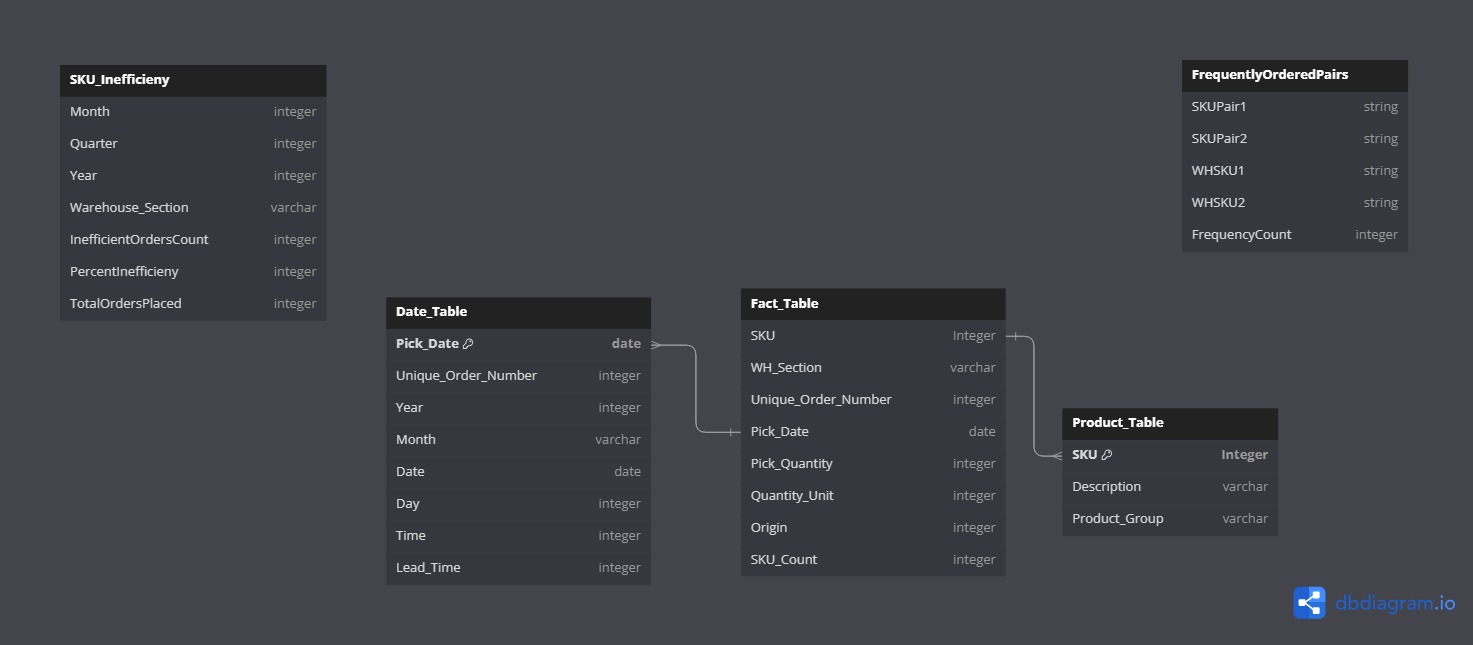 SKU_Inefficieny
Month integer
Quarter integer
Year integer
Warehouse_Section varchar
InefficientOrdersCount integer
PercentInefficieny integer
TotalOrdersPlaced integer
FrequentlyOrderedPairs
SKUPair1 string
SKUPair2 string
WHSKU1 string
WHSKU2 string
FrequencyCount integer
Date_Table
Pick_Date date
Unique_Order_Number integer
Year integer
Month varchar
Date date
Day integer
Time integer
Lead_Time integer
Fact_Table
SKU Integer
WH_Section varchar
Unique_Order_Number integer
Pick_Date date
Pick_Quantity integer
Quantity_Unit integer
Origin integer
SKU_Count integer
Product_Table
SKU Integer
Description varchar
Product_Group varchar
dbdiagram.io